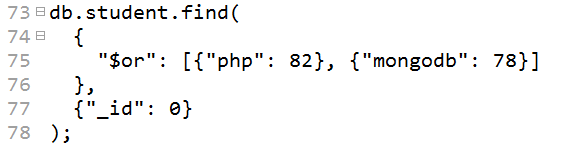 73 db.student.find(
74   {
75     "$or": [{"php": 82}, {"mongodb": 78}]
76   },
77   {"_id": 0}
78 );